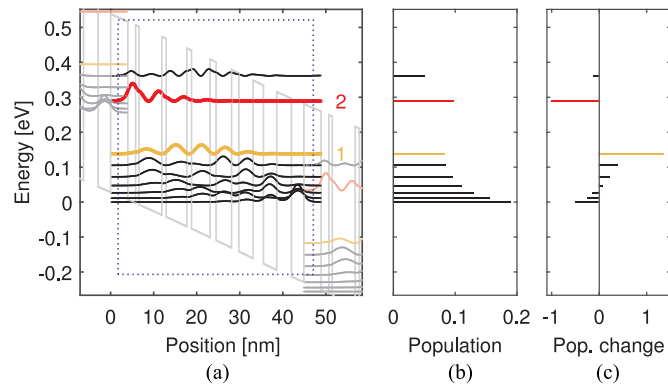 0.5
0.4
0.3
0.2
0.1
0
-0.1
-0.2
Energy [eV]
2
1
0 10 20 30 40 50
0 0.1 0.2
-1 0 1
Position [nm]
Population
Pop. change
(a)
(b)
(c)